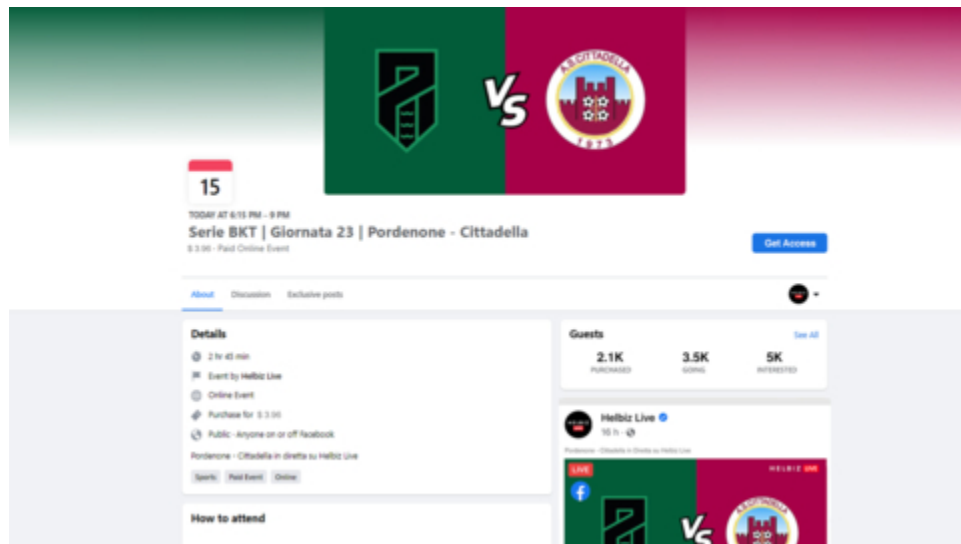 A.S. CITTADELLA
1973
VS
15
TODAY AT 6:15 PM – 9 PM
Serie BKT | Giornata 23 | Pordenone - Cittadella
$ 3.96 · Paid Online Event
Get Access
About
Discussion
Exclusive posts
Details
2 hr 45 min
Event by Helbiz Live
Online Event
Purchase for $ 3.96
Public · Anyone on or off Facebook
Pordenone - Cittadella in diretta su Helbiz Live
Sports
Paid Event
Online
How to attend
Guests
See All
2.1K
PURCHASED
3.5K
GOING
5K
INTERESTED
Helbiz Live
16 h ·
Pordenone - Cittadella in Diretta su Helbiz Live
LIVE
HELBIZ LIVE
VS
A.S. CITTADELLA